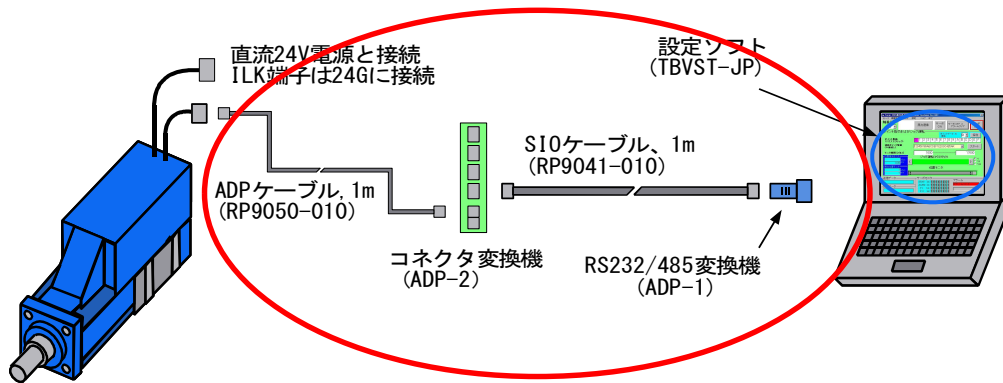 直流24V電源と接続
ILK端子は24Gに接続
設定ソフト
(TBVST-JP)
SIOケーブル、1m
(RP9041-010)
ADPケーブル,1m
(RP9050-010)
コネクタ変換機
(ADP-2)
RS232/485変換機
(ADP-1)